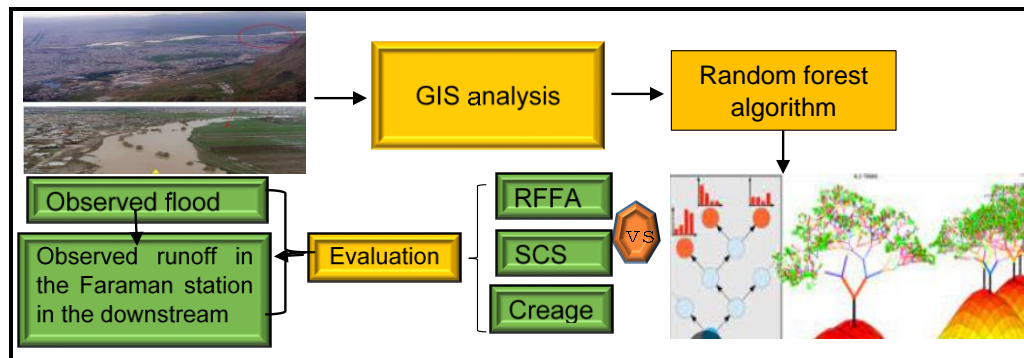 GIS analysis
Random forest
algorithm
Observed flood
Observed runoff in
the Faraman station
in the downstream
Evaluation
RFFA
SCS
Creage
VS